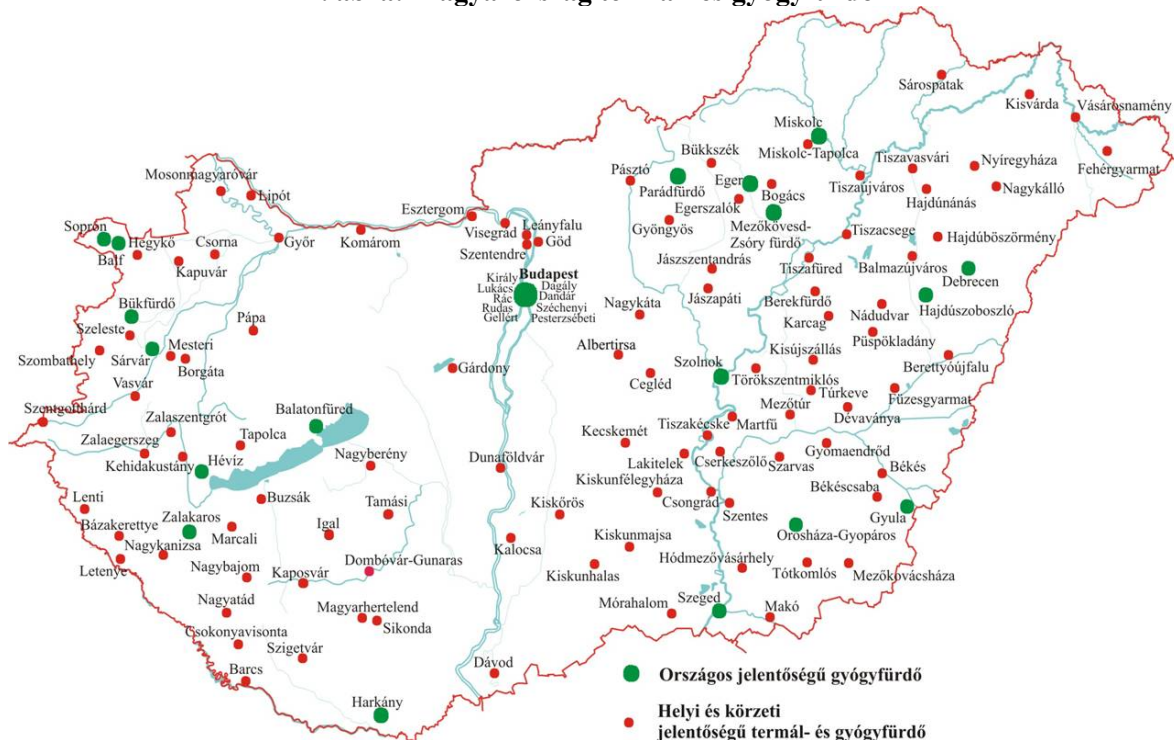 Sárospatak
Kisvárda
Vásárosnamény
Miskolc
Miskolc-Tapolca
Bükkszék
Tiszavasvári
Nyíregyháza
Fehérgyarmat
Pásztó
Parádfürdő
Eger
Bogács
Tiszaújváros
Hajdúnánás
Nagykálló
Mosonmagyaróvár
Lipót
Egerszalók
Gyöngyös
Mezőkövesd-
Zsóry fürdő
Esztergom
Visegrád
Leányfalu
Göd
Szentendre
Tiszacsege
Hajdúböszörmény
Sopron
Balf
Hegykő
Csorna
Kapuvár
Győr
Komárom
Jászszentandrás
Tiszafüred
Balmazújváros
Debrecen
Király
Lukács
Rác
Rudas
Gellért
Budapest
Dagály
Dandár
Széchenyi
Pesterzsébeti
Jászapáti
Berekfürdő
Hajdúszoboszló
Nagykáta
Karcag
Nádudvar
Püspökladány
Bükfürdő
Szeleste
Pápa
Mesteri
Szombathely
Sárvár
Borgáta
Vasvár
Gárdony
Albertirsa
Cegléd
Szolnok
Kisújszállás
Törökszentmiklós
Berettyóújfalu
Túrkeve
Füzesgyarmat
Mezőtúr
Dévaványa
Szentgotthárd
Zalaszentgrót
Balatonfüred
Zalaegerszeg
Tapolca
Kehidakustány
Hévíz
Nagyberény
Dunaföldvár
Kecskemét
Tiszakécske
Martfű
Lakitelek
Cserkeszőlő
Szarvas
Gyomaendrőd
Békés
Kiskunfélegyháza
Csongrád
Szentes
Békéscsaba
Gyula
Lenti
Buzsák
Tamási
Bázakerettye
Zalakaros
Marcali
Igal
Kiskőrös
Orosháza-Gyopáros
Nagykanizsa
Letenye
Nagybajom
Kaposvár
Dombóvár-Gunaras
Kalocsa
Kiskunmajsa
Kiskunhalas
Hódmezővásárhely
Tótkomlós
Mezőkovácsháza
Nagyatád
Magyarhertelend
Sikonda
Mórahalom
Szeged
Makó
Csokonyavisonta
Szigetvár
Barcs
Dávod
Harkány
Országos jelentőségű gyógyfürdő
Helyi és körzeti
jelentőségű termál- és gyógyfürdő